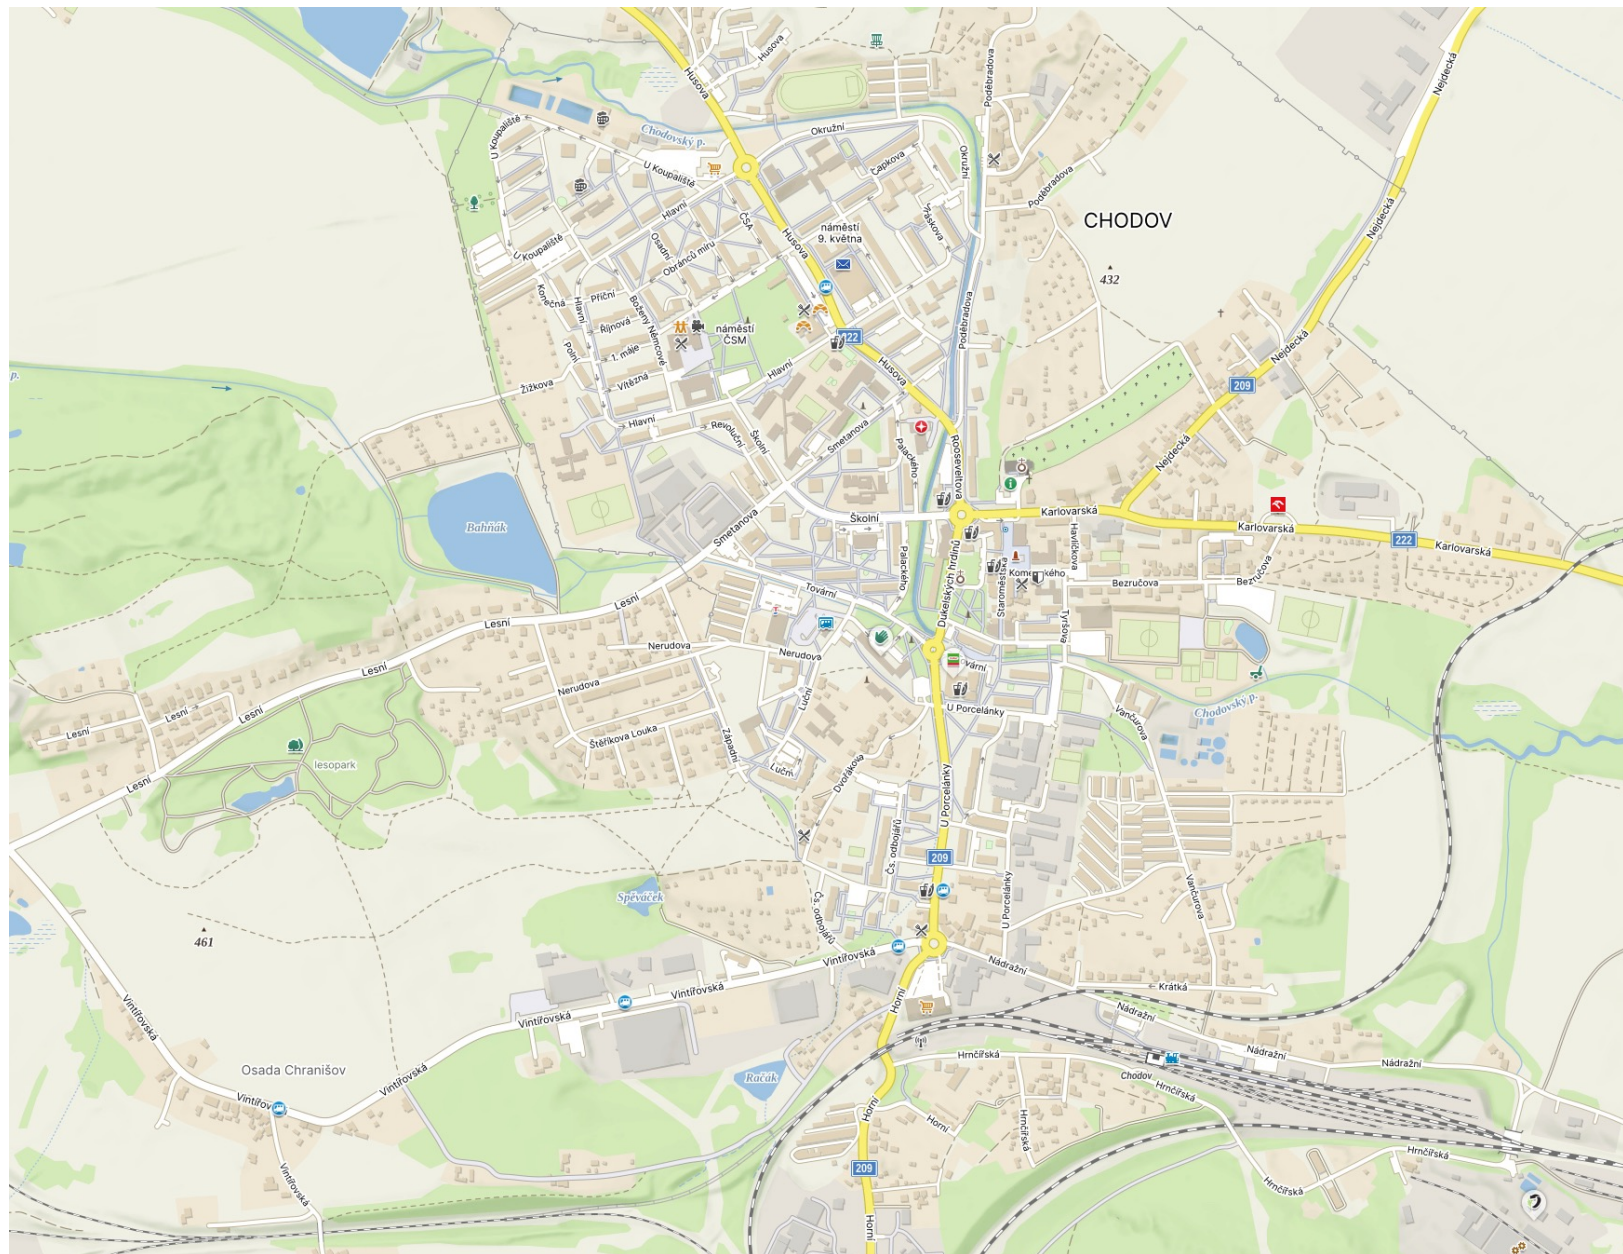 Husova
Husova
Poděbradova
Nejdecká
U Koupaliště
Chodovský p.
Okružní
Okružní
Čapkova
U Koupaliště
Poděbradova
Hlavní
ČSA
Husova
náměstí
9. května
CHODOV
Nejdecká
U Koupaliště
Osadní
Obránců míru
432
Konečná
Hlavní
Příční
Boženy Němcové
Říjnová
náměstí
ČSM
Poděbradova
222
Polní
1. máje
Vítězná
Žižkova
Hlavní
Husova
Nejdecká
209
p.
Hlavní
Revoluční
Školní
Smetanova
Palackého
Roosveltova
Nejdecká
Bahňák
Smetanova
Školní
Karlovarská
Karlovarská
222
Karlovarská
Havlíčkova
Palackého
Dukelských hrdinů
Staroměstská
Bezručova
Bezručova
Lesní
Lesní
Tovární
Tyršova
Nerudova
Nerudova
Lesní
Nerudova
Luční
U Porcelánky
Vančurova
Chodovský p.
Lesní
Lesní
Lesní
Štěříkova Louka
Západní
lesopark
Lesní
Dvořákova
U Porcelánky
209
Čs. odbojářů
Spěváček
Čs. odbojářů
U Porcelánky
Vančurova
461
Vintířovská
Nádražní
Vintířovská
Krátká
Vintířovská
Vintířovská
Horní
Nádražní
Nádražní
Nádražní
Hrnčířská
Chodov
Osada Chranišov
Vintířovská
Račák
Hrnčířská
Horní
Horní
Hrnčířská
209
Hrnčířská
Hrnčířská
Vintířovská
Horní